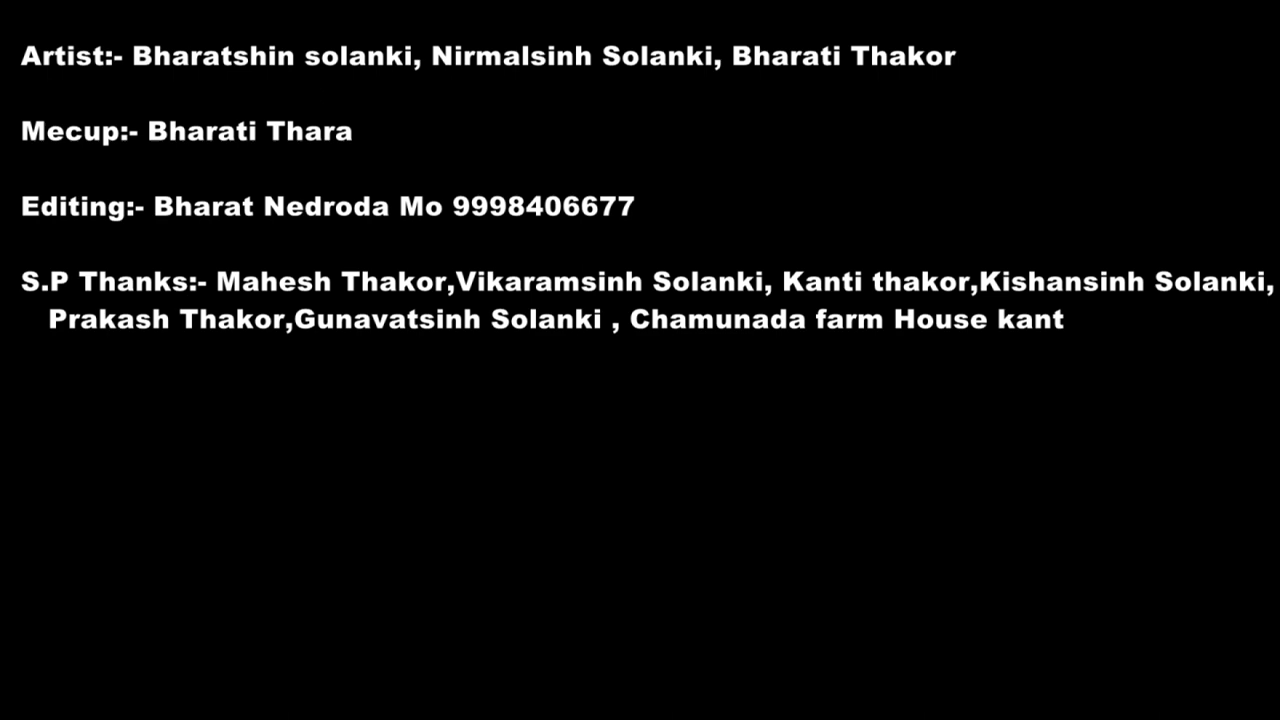 Artist:- Bharatshin solanki, Nirmalsinh Solanki, Bharati Thakor
Mecup:- Bharati Thara
Editing:- Bharat Nedroda Mo 9998406677
S.P Thanks:- Mahesh Thakor,Vikaramsinh Solanki, Kanti thakor,Kishansinh Solanki,
Prakash Thakor,Gunavatsinh Solanki , Chamunada farm House kant